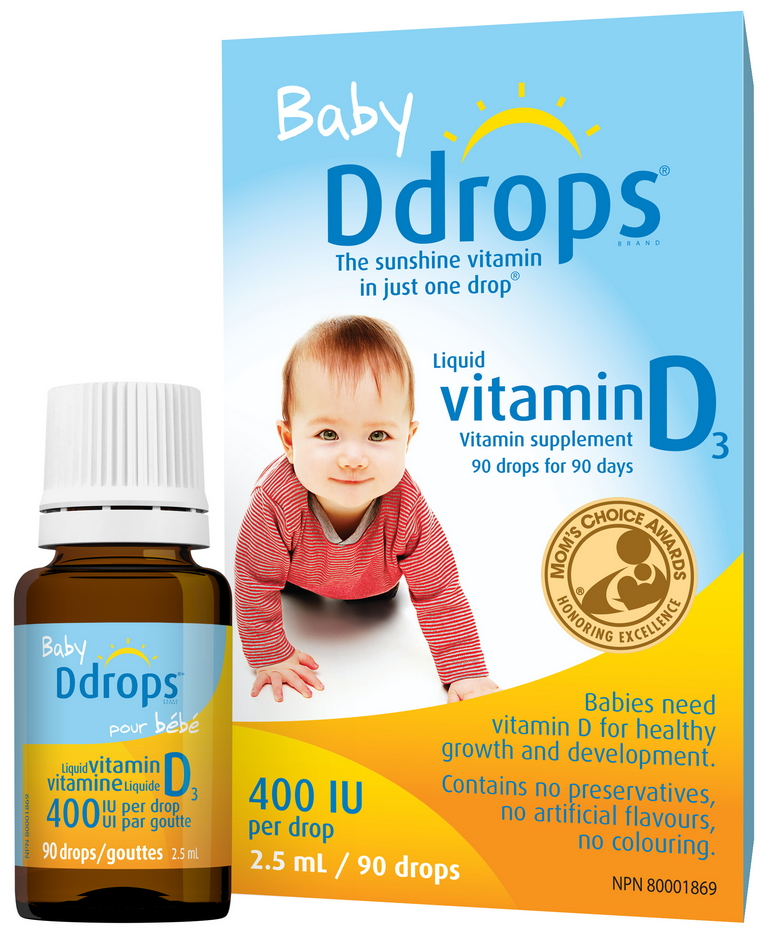 Baby
Ddrops®
BRAND
The sunshine vitamin
in just one drop®
Liquid
vitamin D3
Vitamin supplement
90 drops for 90 days
MOM'S CHOICE AWARDS
®
HONORING EXCELLENCE
Babies need
vitamin D for healthy
growth and development.
Contains no preservatives,
no artificial flavours,
no colouring.
400 IU
per drop
2.5 mL / 90 drops
NPN 80001869
Baby
Ddrops
pour bébé
Liquid vitamin D3
vitamine Liquide
400 IU per drop
UI par goutte
90 drops/gouttes 2.5 mL
NPN 80001869